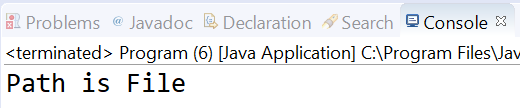 Problems @ Javadoc Declaration Search Console
<terminated> Program (6) [Java Application] C:\Program Files\Jav
Path is File